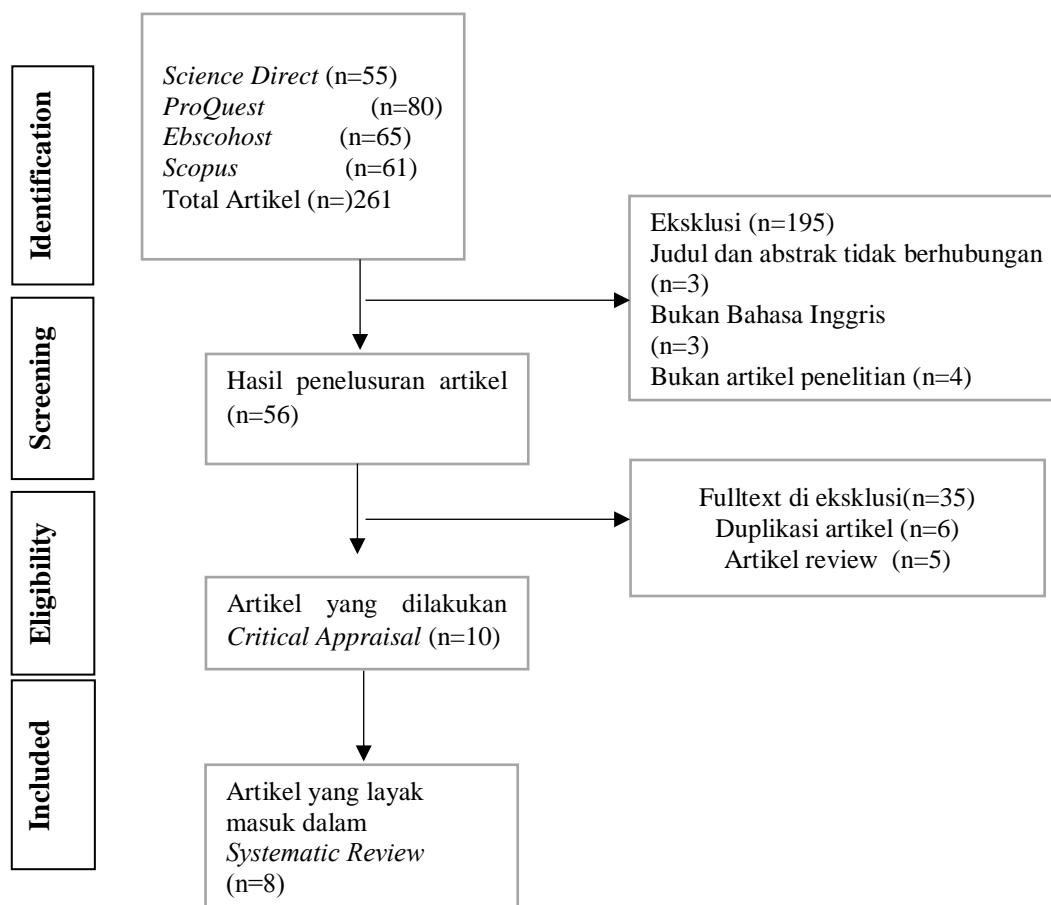 Identification
Science Direct (n=55)
ProQuest (n=80)
Ebscohost (n=65)
Scopus (n=61)
Total Artikel (n=)261
Eksklusi (n=195)
Judul dan abstrak tidak berhubungan
(n=3)
Bukan Bahasa Inggris
(n=3)
Bukan artikel penelitian (n=4)
Screening
Hasil penelusuran artikel
(n=56)
Fulltext di eksklusi(n=35)
Duplikasi artikel (n=6)
Artikel review (n=5)
Eligibility
Artikel yang dilakukan
Critical Appraisal (n=10)
Included
Artikel yang layak
masuk dalam
Systematic Review
(n=8)